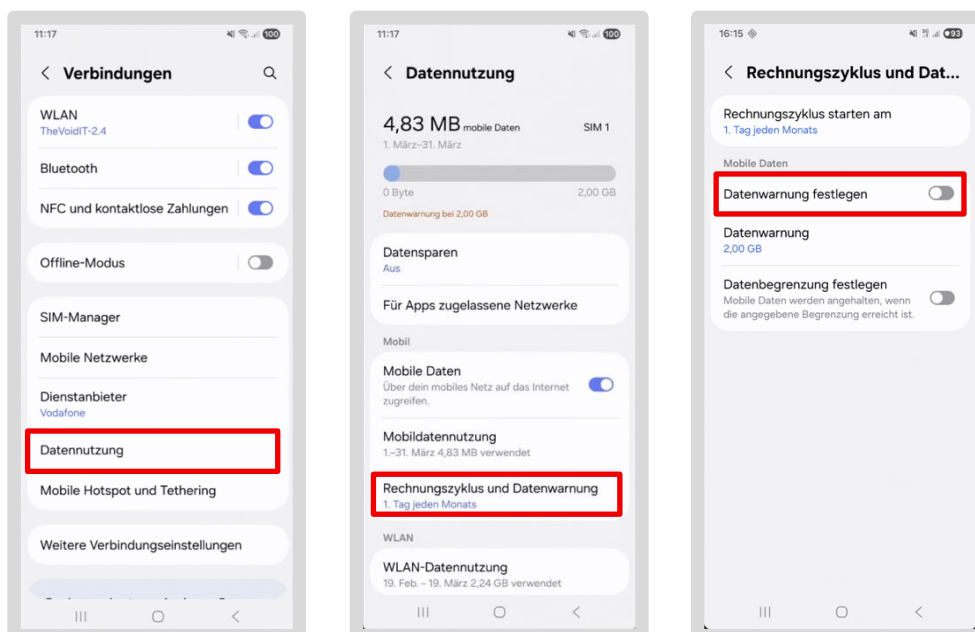 11:17
100
Verbindungen
WLAN
TheVoidIT-2.4
Bluetooth
NFC und kontaktlose Zahlungen
Offline-Modus
SIM-Manager
Mobile Netzwerke
Dienstanbieter
Vodafone
Datennutzung
Mobile Hotspot und Tethering
Weitere Verbindungseinstellungen
11:17
100
Datennutzung
4,83 MB mobile Daten
SIM 1
1. März–31. März
0 Byte
2,00 GB
Datenwarnung bei 2,00 GB
Datensparen
Aus
Für Apps zugelassene Netzwerke
Mobil
Mobile Daten
Über dein mobiles Netz auf das Internet
zugreifen.
Mobildatennutzung
1.–31. März 4,83 MB verwendet
Rechnungszyklus und Datenwarnung
1. Tag jeden Monats
WLAN
WLAN-Datennutzung
19. Feb. – 19. März 2,24 GB verwendet
16:15
93
Rechnungszyklus und Dat...
Rechnungszyklus starten am
1. Tag jeden Monats
Mobile Daten
Datenwarnung festlegen
Datenwarnung
2,00 GB
Datenbegrenzung festlegen
Mobile Daten werden angehalten, wenn
die angegebene Begrenzung erreicht ist.